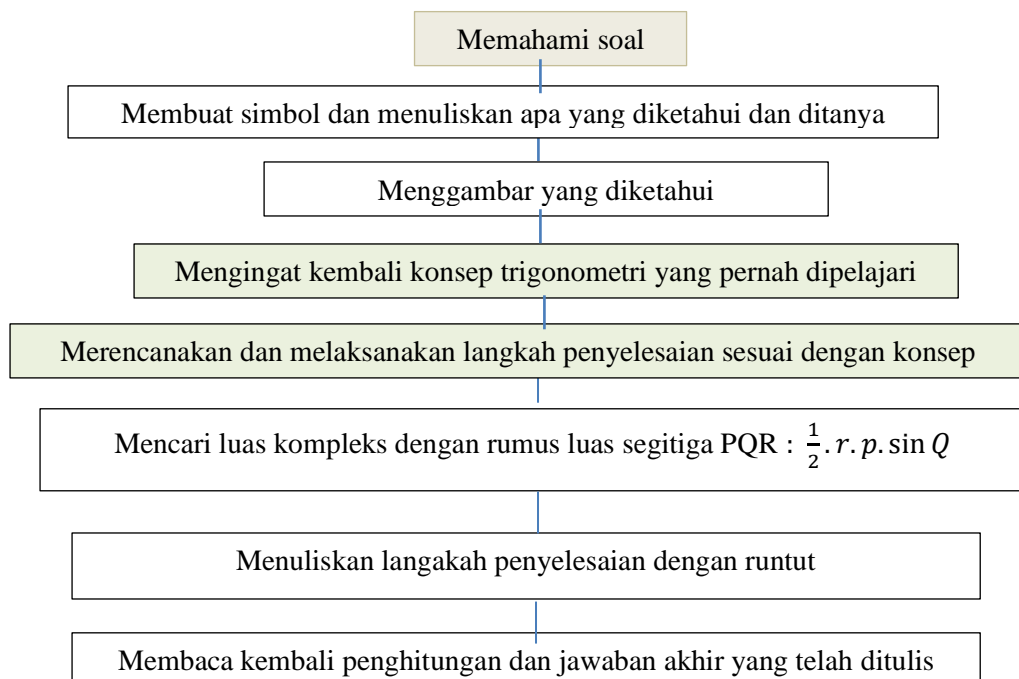 Memahami soal
Membuat simbol dan menuliskan apa yang diketahui dan ditanya
Menggambar yang diketahui
Mengingat kembali konsep trigonometri yang pernah dipelajari
Merencanakan dan melaksanakan langkah penyelesaian sesuai dengan konsep
Mencari luas kompleks dengan rumus luas segitiga PQR : 1/2 . r. p. sin Q
Menuliskan langakah penyelesaian dengan runtut
Membaca kembali penghitungan dan jawaban akhir yang telah ditulis